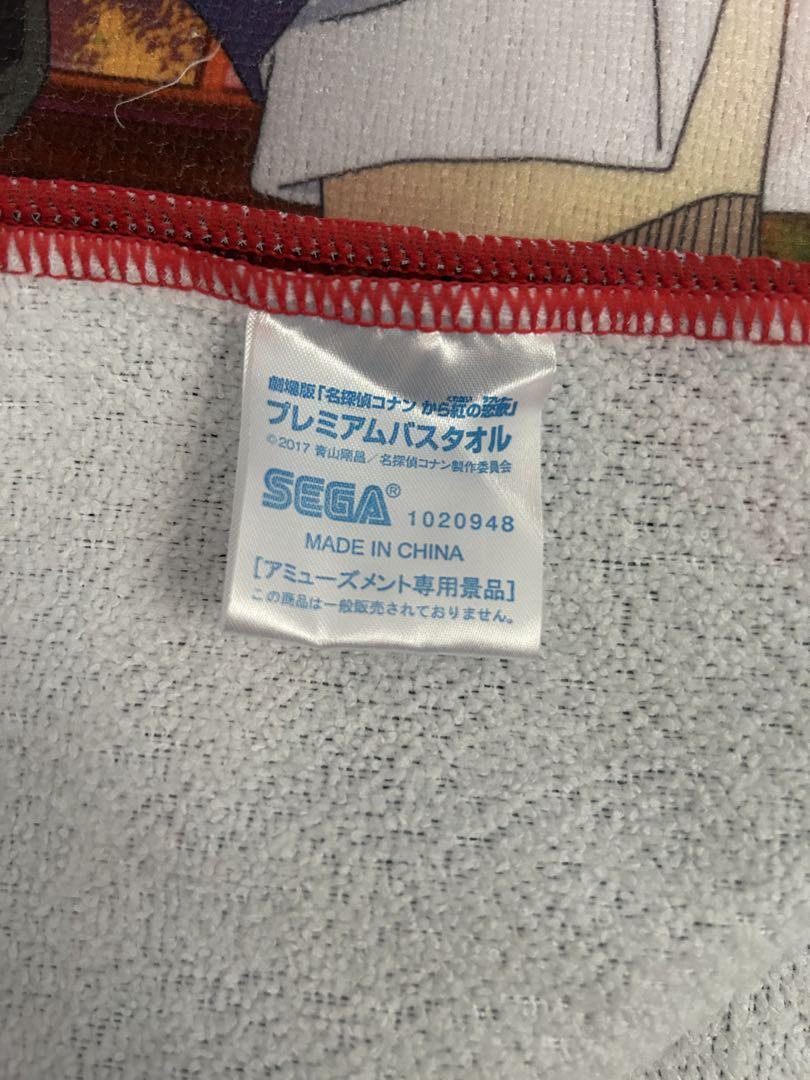 劇場版「名探偵コナン から紅の恋歌」
プレミアムバスタオル
©2017 青山剛昌／名探偵コナン製作委員会
SEGA® 1020948
MADE IN CHINA
[アミューズメント専用景品]
この商品は一般販売されておりません。